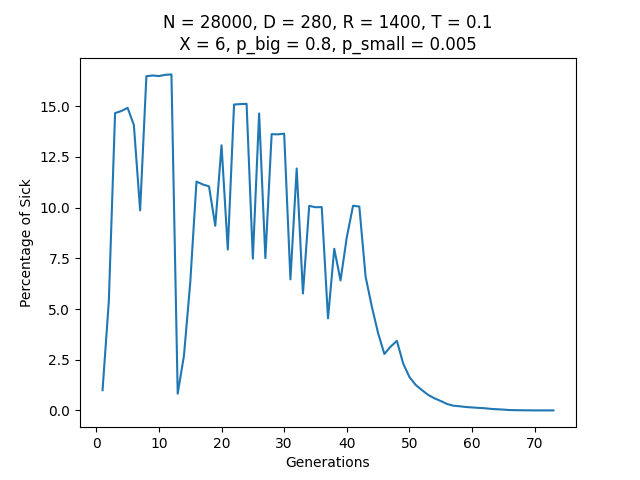 N = 28000, D = 280, R = 1400, T = 0.1
X = 6, p_big = 0.8, p_small = 0.005
Percentage of Sick
15.0
12.5
10.0
7.5
5.0
2.5
0.0
0 10 20 30 40 50 60 70
Generations